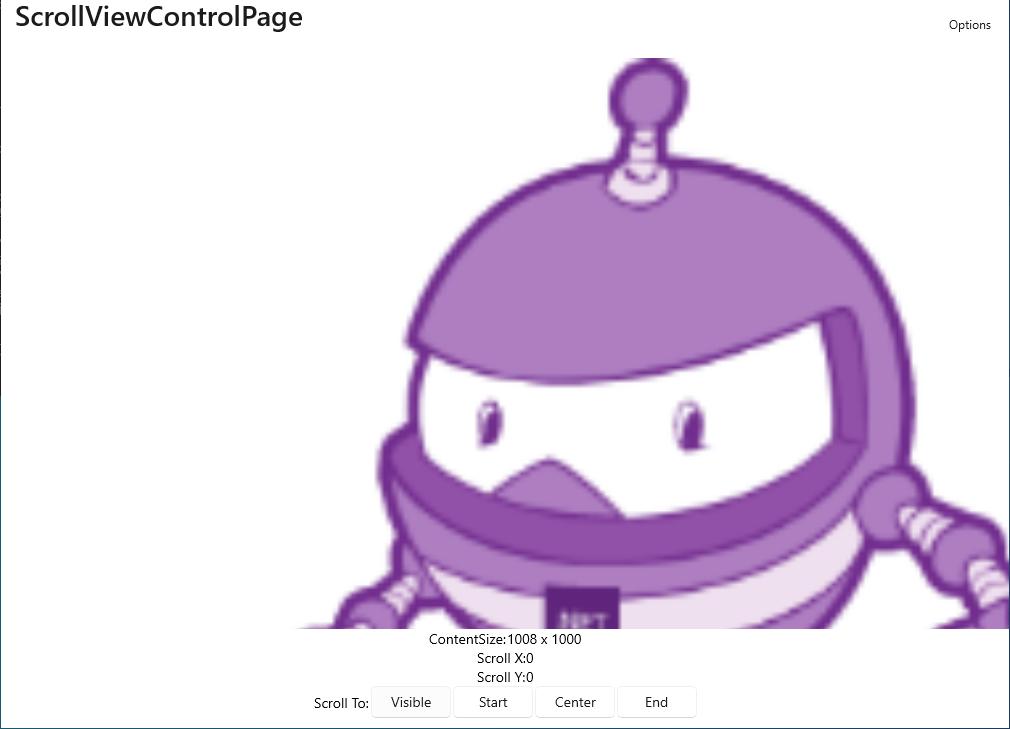 ScrollViewControlPage
Options
.NET
ContentSize:1008 x 1000
Scroll X:0
Scroll Y:0
Scroll To: Visible Start Center End